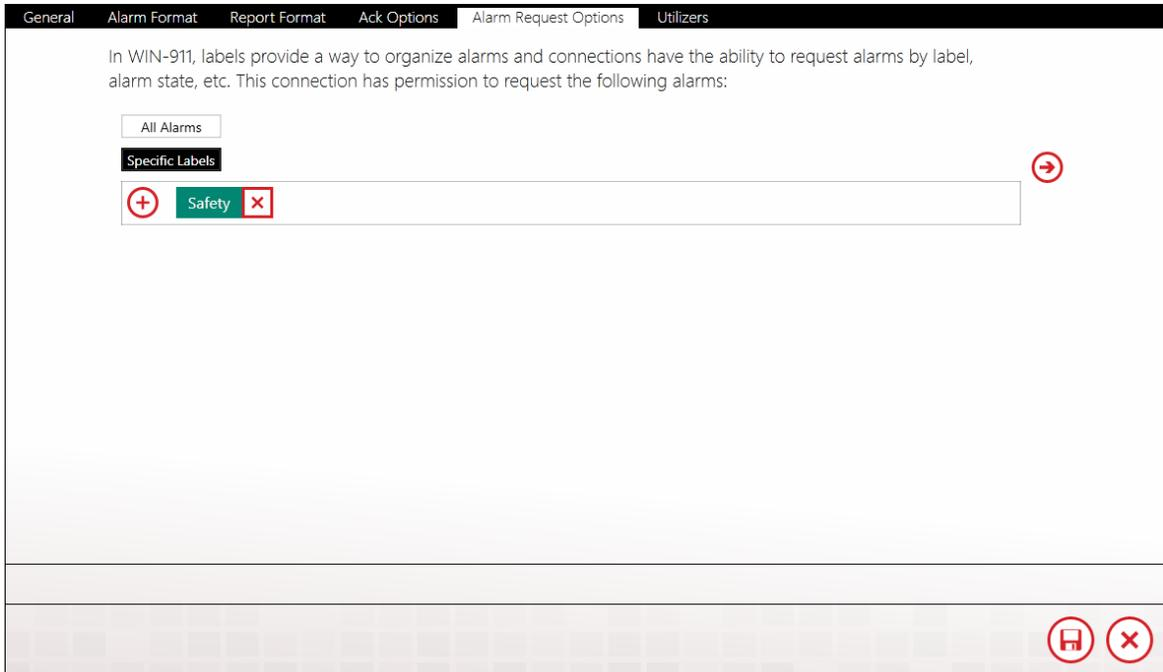 General Alarm Format Report Format Ack Options Alarm Request Options Utilizers
In WIN-911, labels provide a way to organize alarms and connections have the ability to request alarms by label,
alarm state, etc. This connection has permission to request the following alarms:
All Alarms
Specific Labels
Safety